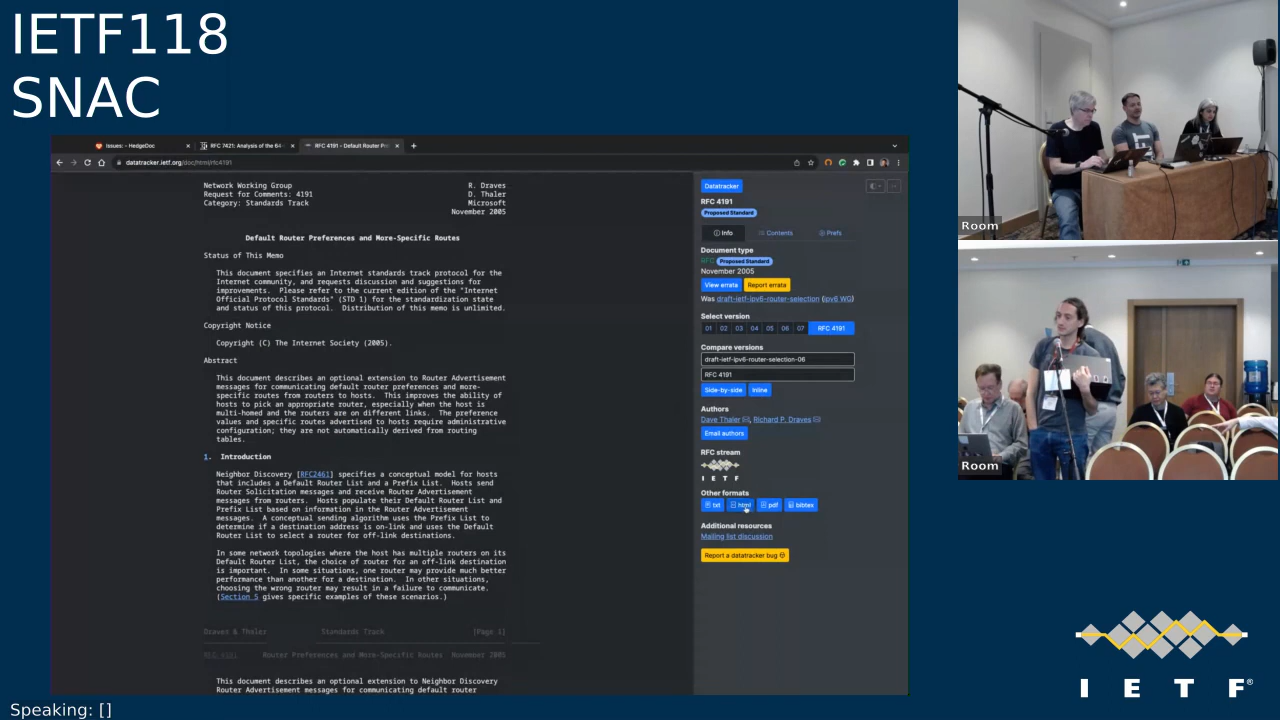 IETF118
SNAC
Issues: - HedgeDoc
RFC 7421: Analysis of the 64-
RFC 4191 - Default Router Pre
datatracker.ietf.org/doc/html/rfc4191
Network Working Group R. Draves
Request for Comments: 4191 D. Thaler
Category: Standards Track Microsoft
November 2005
Default Router Preferences and More-Specific Routes
Status of This Memo
This document specifies an Internet standards track protocol for the
Internet community, and requests discussion and suggestions for
improvements. Please refer to the current edition of the "Internet
Official Protocol Standards" (STD 1) for the standardization state
and status of this protocol. Distribution of this memo is unlimited.
Copyright Notice
Copyright (C) The Internet Society (2005).
Abstract
This document describes an optional extension to Router Advertisement
messages for communicating default router preferences and more-
specific routes from routers to hosts. This improves the ability of
hosts to pick an appropriate router, especially when the host is
multi-homed and the routers are on different links. The preference
values and specific routes advertised to hosts require administrative
configuration; they are not automatically derived from routing
tables.
1. Introduction
Neighbor Discovery [RFC2461] specifies a conceptual model for hosts
that includes a Default Router List and a Prefix List. Hosts send
Router Solicitation messages and receive Router Advertisement
messages from routers. Hosts populate their Default Router List and
Prefix List based on information in the Router Advertisement
messages. A conceptual sending algorithm uses the Prefix List to
determine if a destination address is on-link and uses the Default
Router List to select a router for off-link destinations.
In some network topologies where the host has multiple routers on its
Default Router List, the choice of router for an off-link destination
is important. In some situations, one router may provide much better
performance than another for a destination. In other situations,
choosing the wrong router may result in a failure to communicate.
(Section 5 gives specific examples of these scenarios.)
Draves & Thaler Standards Track [Page 1]
RFC 4191 Router Preferences and More-Specific Routes November 2005
This document describes an optional extension to Neighbor Discovery
Router Advertisement messages for communicating default router
Datatracker
RFC 4191
Proposed Standard
Info Contents Prefs
Document type
RFC Proposed Standard
November 2005
View errata Report errata
Was draft-ietf-ipv6-router-selection (ipv6 WG)
Select version
01 02 03 04 05 06 07 RFC 4191
Compare versions
draft-ietf-ipv6-router-selection-06
RFC 4191
Side-by-side Inline
Authors
Dave Thaler, Richard P. Draves
Email authors
RFC stream
I E T F
Other formats
txt html pdf bibtex
Additional resources
Mailing list discussion
Report a datatracker bug
Room
Room
I E T F®
Speaking: []